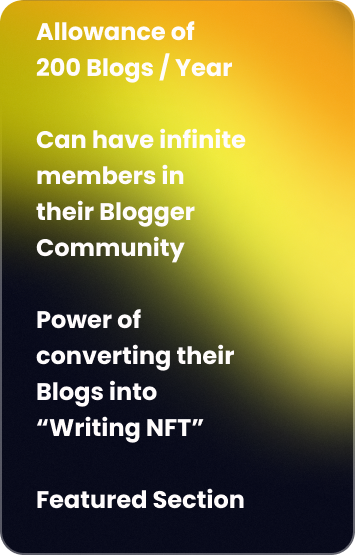 Allowance of
200 Blogs / Year
Can have infinite
members in
their Blogger
Community
Power of
converting their
Blogs into
“Writing NFT”
Featured Section